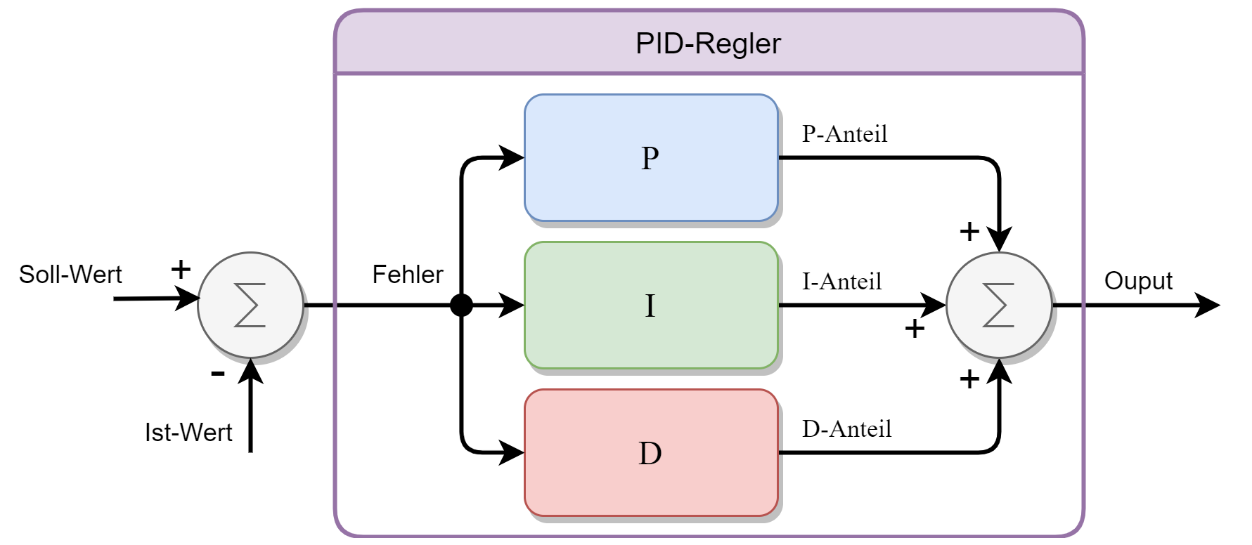 PID-Regler
P
P-Anteil
+
Soll-Wert
+
∑
Fehler
I
I-Anteil
+
∑
Ouput
-
Ist-Wert
D
D-Anteil
+